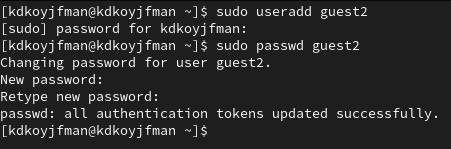 [kdkoyjfman@kdkoyjfman ~]$ sudo useradd guest2
[sudo] password for kdkoyjfman:
[kdkoyjfman@kdkoyjfman ~]$ sudo passwd guest2
Changing password for user guest2.
New password:
Retype new password:
passwd: all authentication tokens updated successfully.
[kdkoyjfman@kdkoyjfman ~]$